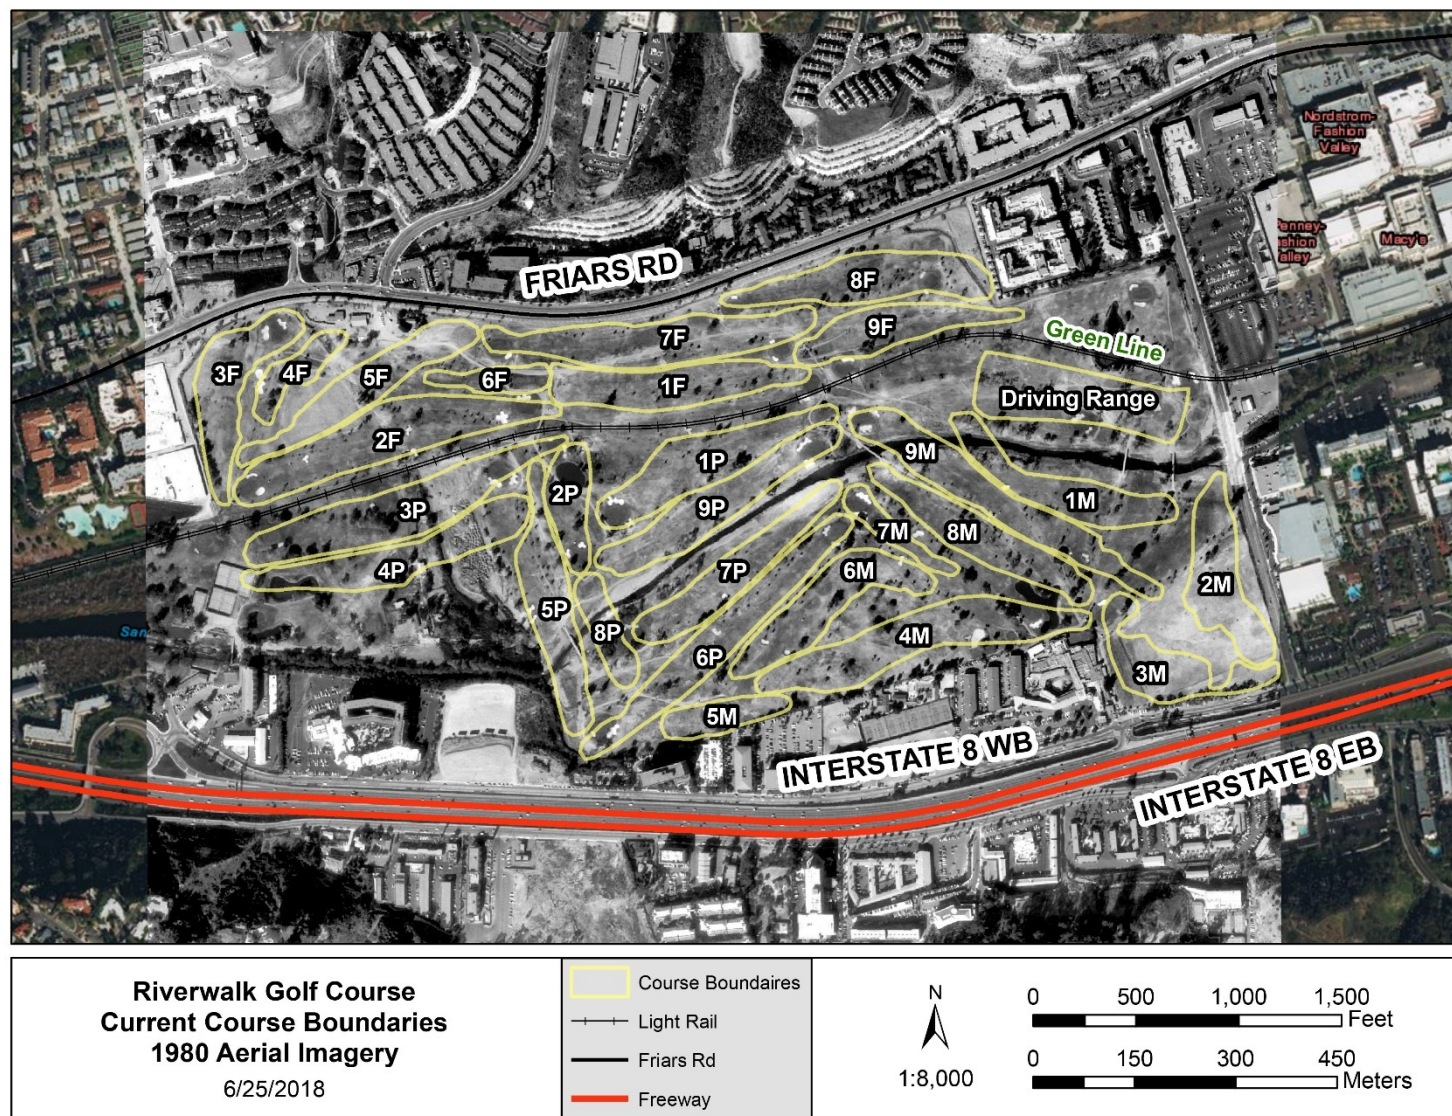 Nordstrom-
Fashion
Valley
Penney-
ashion
alley
Macy's
FRIARS RD
8F
7F
9F
Green Line
3F
4F
5F
6F
1F
Driving Range
2F
1P
9M
2P
3P
9P
1M
4P
7M
8M
7P
6M
2M
5P
8P
4M
San
6P
3M
5M
INTERSTATE 8 WB
INTERSTATE 8 EB
Riverwalk Golf Course
Current Course Boundaries
1980 Aerial Imagery
6/25/2018
Course Boundaires
Light Rail
Friars Rd
Freeway
N
1:8,000
0 500 1,000 1,500
Feet
0 150 300 450
Meters